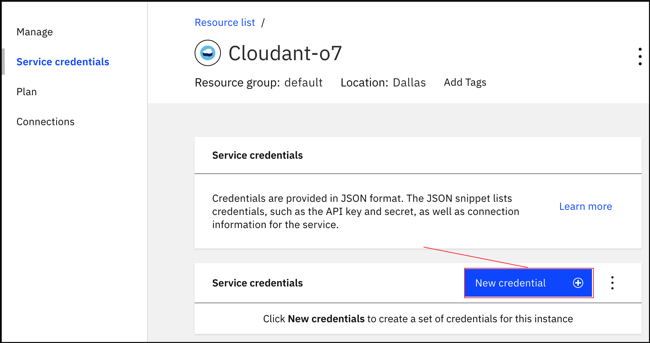 Manage
Service credentials
Plan
Connections
Resource list /
Cloudant-o7
Resource group: default Location: Dallas Add Tags
Service credentials
Credentials are provided in JSON format. The JSON snippet lists
credentials, such as the API key and secret, as well as connection
information for the service.
Learn more
Service credentials
New credential
Click New credentials to create a set of credentials for this instance